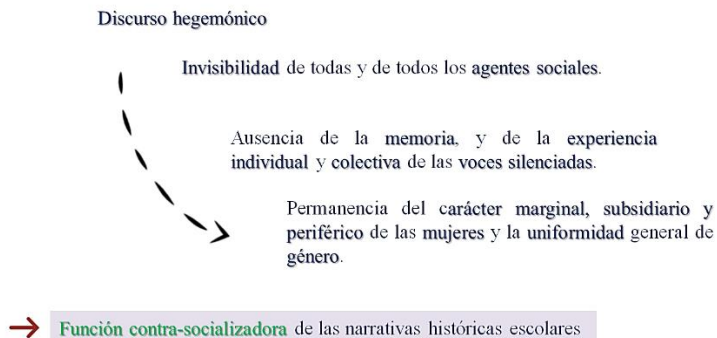 Discurso hegemónico
Invisibilidad de todas y de todos los agentes sociales.
Ausencia de la memoria, y de la experiencia
individual y colectiva de las voces silenciadas.
Permanencia del carácter marginal, subsidiario y
periférico de las mujeres y la uniformidad general de
género.
Función contra-socializadora de las narrativas históricas escolares